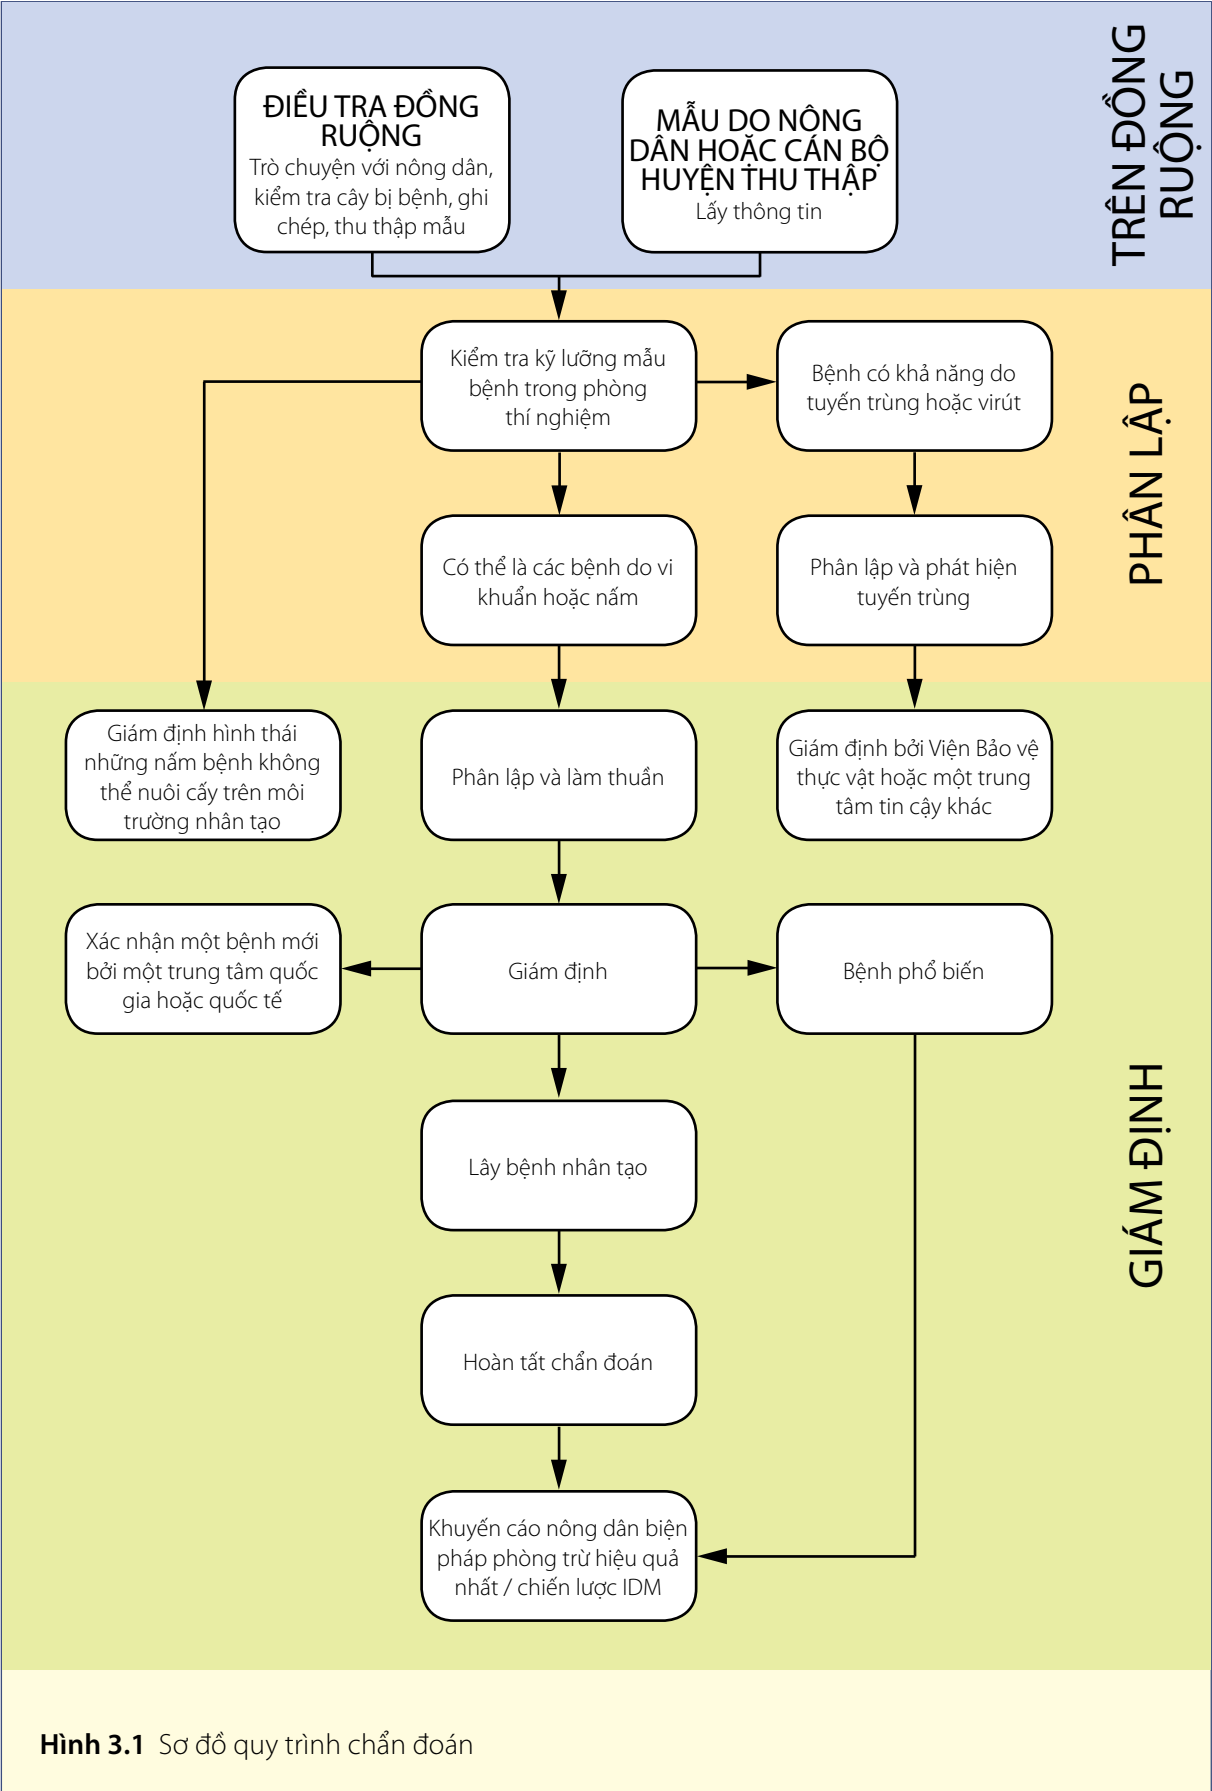 ĐIỀU TRA ĐỒNG
RUỘNG
Trò chuyện với nông dân,
kiểm tra cây bị bệnh, ghi
chép, thu thập mẫu
MẪU DO NÔNG
DÂN HOẶC CÁN BỘ
HUYỆN THU THẬP
Lấy thông tin
TRÊN ĐỒNG
RUỘNG
Kiểm tra kỹ lưỡng mẫu
bệnh trong phòng
thí nghiệm
Bệnh có khả năng do
tuyến trùng hoặc virút
PHÂN LẬP
Có thể là các bệnh do vi
khuẩn hoặc nấm
Phân lập và phát hiện
tuyến trùng
Giám định hình thái
những nấm bệnh không
thể nuôi cấy trên môi
trường nhân tạo
Phân lập và làm thuần
Giám định bởi Viện Bảo vệ
thực vật hoặc một trung
tâm tin cậy khác
Xác nhận một bệnh mới
bởi một trung tâm quốc
gia hoặc quốc tế
Giám định
Bệnh phổ biến
GIÁM ĐỊNH
Lây bệnh nhân tạo
Hoàn tất chẩn đoán
Khuyến cáo nông dân biện
pháp phòng trừ hiệu quả
nhất / chiến lược IDM
Hình 3.1 Sơ đồ quy trình chẩn đoán